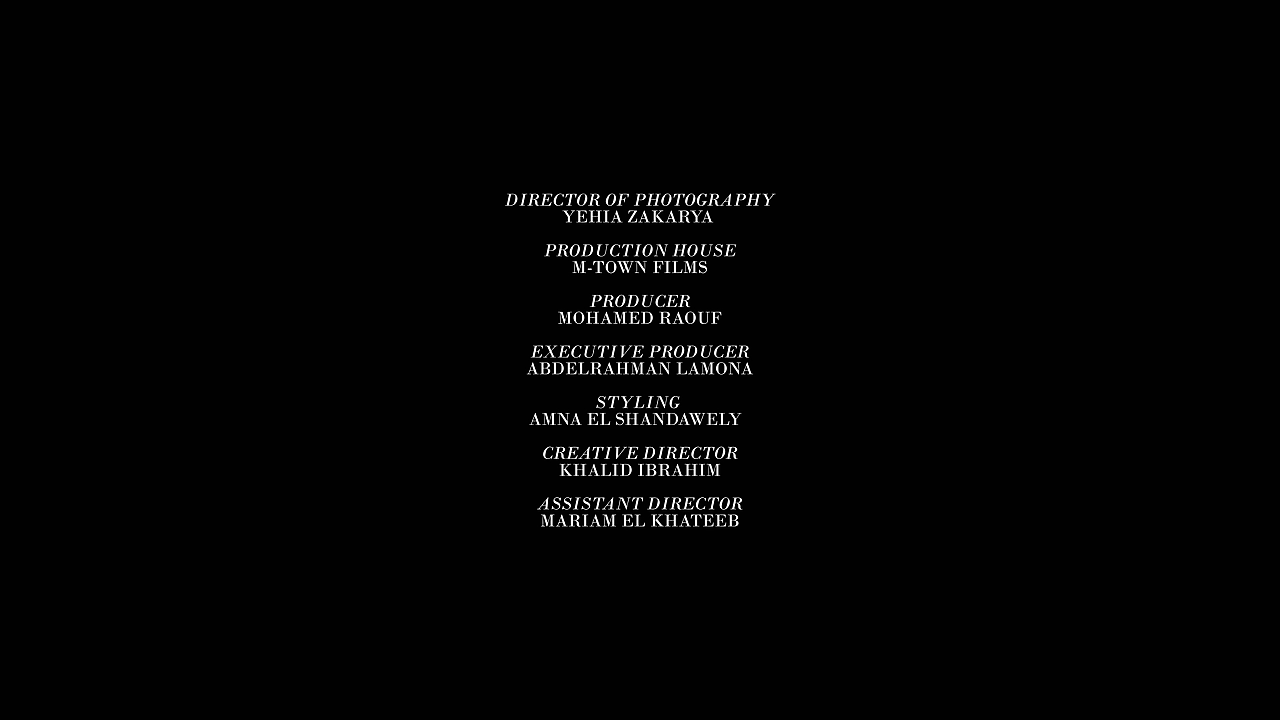 DIRECTOR OF PHOTOGRAPHY
YEHIA ZAKARYA
PRODUCTION HOUSE
M-TOWN FILMS
PRODUCER
MOHAMED RAOUF
EXECUTIVE PRODUCER
ABDELRAHMAN LAMONA
STYLING
AMNA EL SHANDAWELY
CREATIVE DIRECTOR
KHALID IBRAHIM
ASSISTANT DIRECTOR
MARIAM EL KHATEEB